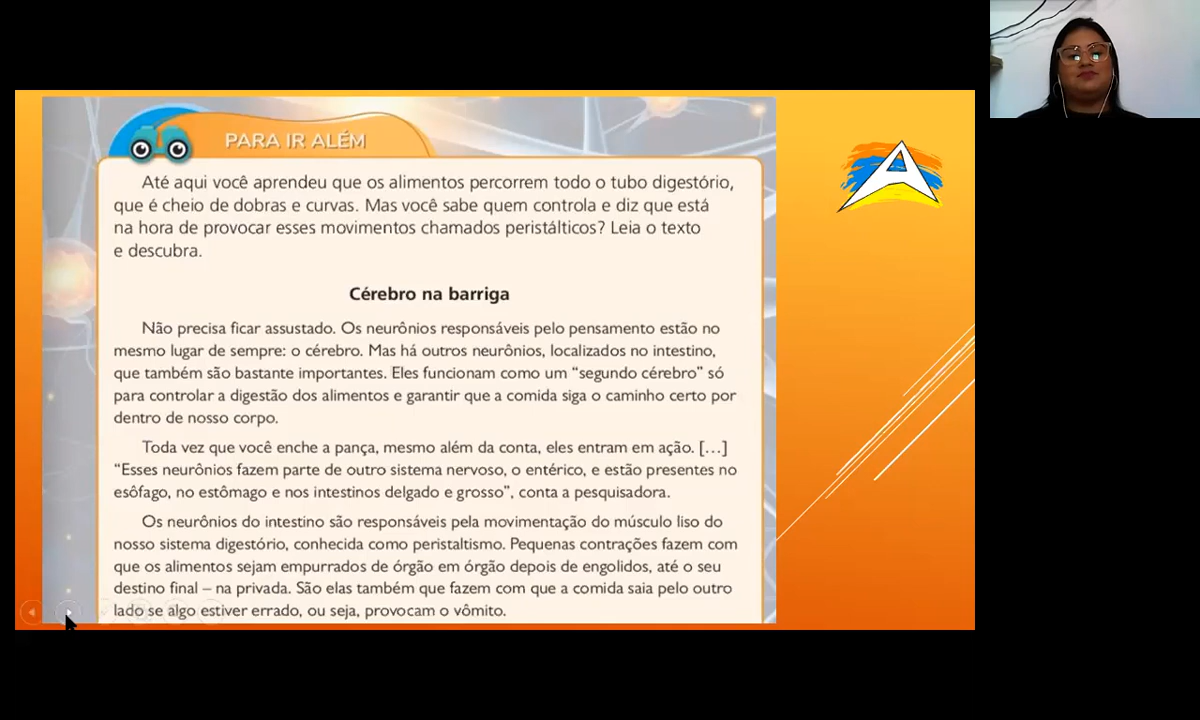 PARA IR ALÉM
Até aqui você aprendeu que os alimentos percorrem todo o tubo digestório,
que é cheio de dobras e curvas. Mas você sabe quem controla e diz que está
na hora de provocar esses movimentos chamados peristálticos? Leia o texto
e descubra.
Cérebro na barriga
Não precisa ficar assustado. Os neurônios responsáveis pelo pensamento estão no
mesmo lugar de sempre: o cérebro. Mas há outros neurônios, localizados no intestino,
que também são bastante importantes. Eles funcionam como um “segundo cérebro” só
para controlar a digestão dos alimentos e garantir que a comida siga o caminho certo por
dentro de nosso corpo.
Toda vez que você enche a pança, mesmo além da conta, eles entram em ação. […]
“Esses neurônios fazem parte de outro sistema nervoso, o entérico, e estão presentes no
esôfago, no estômago e nos intestinos delgado e grosso”, conta a pesquisadora.
Os neurônios do intestino são responsáveis pela movimentação do músculo liso do
nosso sistema digestório, conhecida como peristaltismo. Pequenas contrações fazem com
que os alimentos sejam empurrados de órgão em órgão depois de engolidos, até o seu
destino final – na privada. São elas também que fazem com que a comida saia pelo outro
lado se algo estiver errado, ou seja, provocam o vômito.